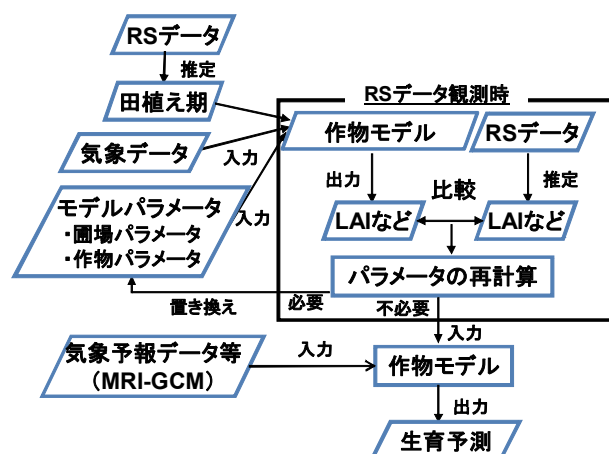 RSデータ
推定
田植え期
気象データ
入力
モデルパラメータ
・圃場パラメータ
・作物パラメータ
入力
置き換え
RSデータ観測時
作物モデル
RSデータ
出力
比較
推定
LAIなど
LAIなど
パラメータの再計算
必要
不必要
入力
気象予報データ等
（MRI-GCM）
入力
作物モデル
出力
生育予測